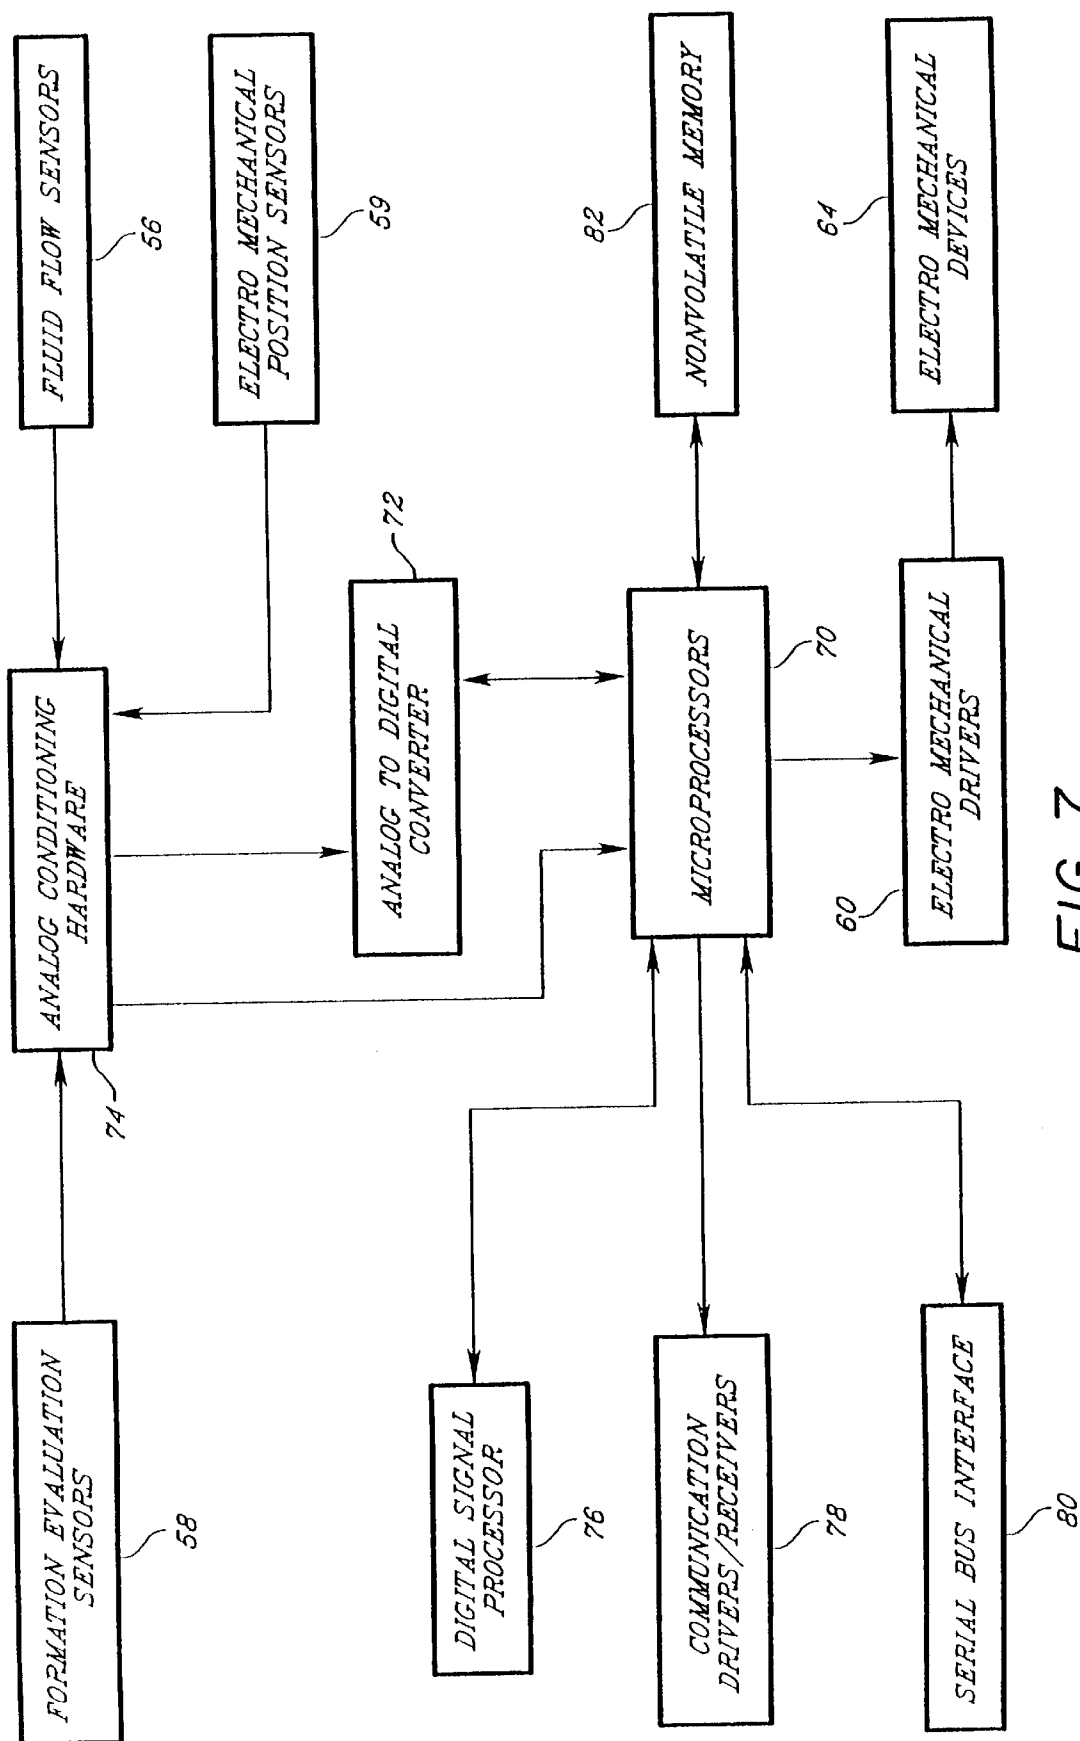 FORMATION EVALUATION
SENSORS
58
74
ANALOG CONDITIONING
HARDWARE
FLUID FLOW SENSORS
56
ELECTRO MECHANICAL
POSITION SENSORS
59
72
ANALOG TO DIGITAL
CONVERTER
DIGITAL SIGNAL
PROCESSOR
76
COMMUNICATION
DRIVERS/RECEIVERS
78
MICROPROCESSORS
70
82
NONVOLATILE MEMORY
SERIAL BUS INTERFACE
80
60
ELECTRO MECHANICAL
DRIVERS
64
ELECTRO MECHANICAL
DEVICES
FIG. 7